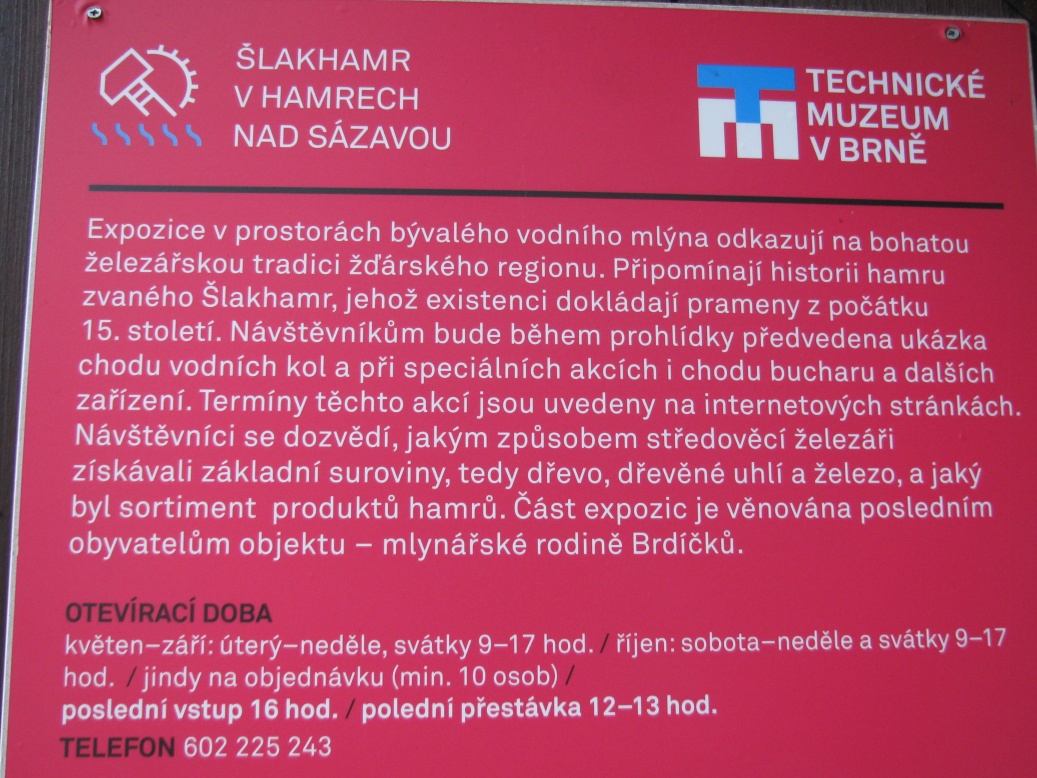 ŠLAKHAMR
V HAMRECH
NAD SÁZAVOU
TECHNICKÉ
MUZEUM
V BRNĚ
Expozice v prostorách bývalého vodního mlýna odkazují na bohatou
železářskou tradici žďárského regionu. Připomínají historii hamru
zvaného Šlakhamr, jehož existenci dokládají prameny z počátku
15. století. Návštěvníkům bude během prohlídky předvedena ukázka
chodu vodních kol a při speciálních akcích i chodu bucharu a dalších
zařízení. Termíny těchto akcí jsou uvedeny na internetových stránkách.
Návštěvníci se dozvědí, jakým způsobem středověcí železáři
získávali základní suroviny, tedy dřevo, dřevěné uhlí a železo, a jaký
byl sortiment produktů hamrů. Část expozic je věnována posledním
obyvatelům objektu – mlynářské rodině Brdíčků.
OTEVÍRACÍ DOBA
květen–září: úterý–neděle, svátky 9–17 hod. / říjen: sobota–neděle a svátky 9–17
hod. / jindy na objednávku (min. 10 osob) /
poslední vstup 16 hod. / polední přestávka 12–13 hod.
TELEFON 602 225 243